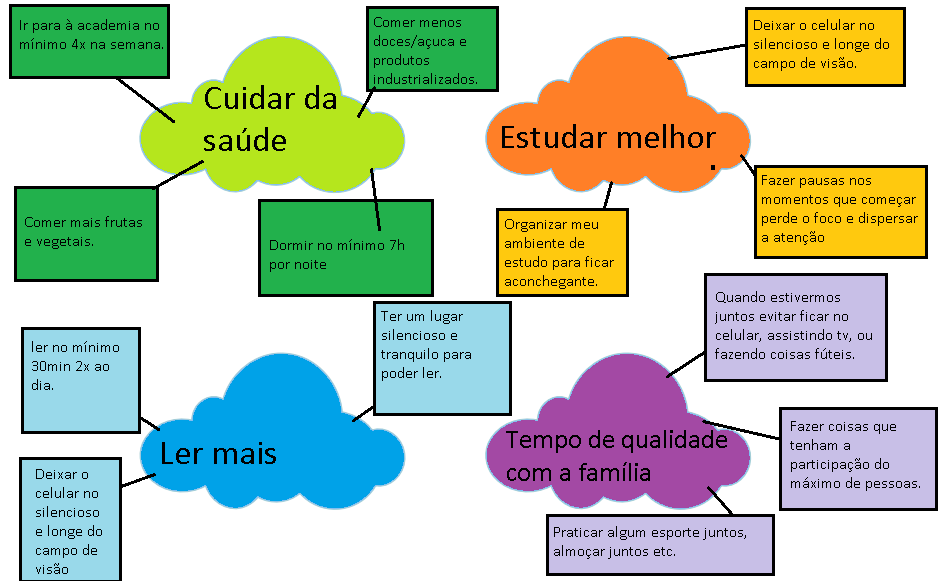 Ir para à academia no
mínimo 4x na semana.
Comer menos
doces/açuca e
produtos
industrializados.
Cuidar da
saúde
Comer mais frutas
e vegetais.
Dormir no mínimo 7h
por noite
Deixar o celular no
silencioso e longe do
campo de visão.
Estudar melhor
.
Fazer pausas nos
momentos que começar
perde o foco e dispersar
a atenção
Organizar meu
ambiente de
estudo para ficar
aconchegante.
ler no mínimo
30min 2x ao
dia.
Ter um lugar
silencioso e
tranquilo para
poder ler.
Ler mais
Deixar o
celular no
silencioso
e longe do
campo de
visão
Quando estivermos
juntos evitar ficar no
celular, assistindo tv, ou
fazendo coisas fúteis.
Tempo de qualidade
com a família
Fazer coisas que
tenham a
participação do
máximo de pessoas.
Praticar algum esporte juntos,
almoçar juntos etc.